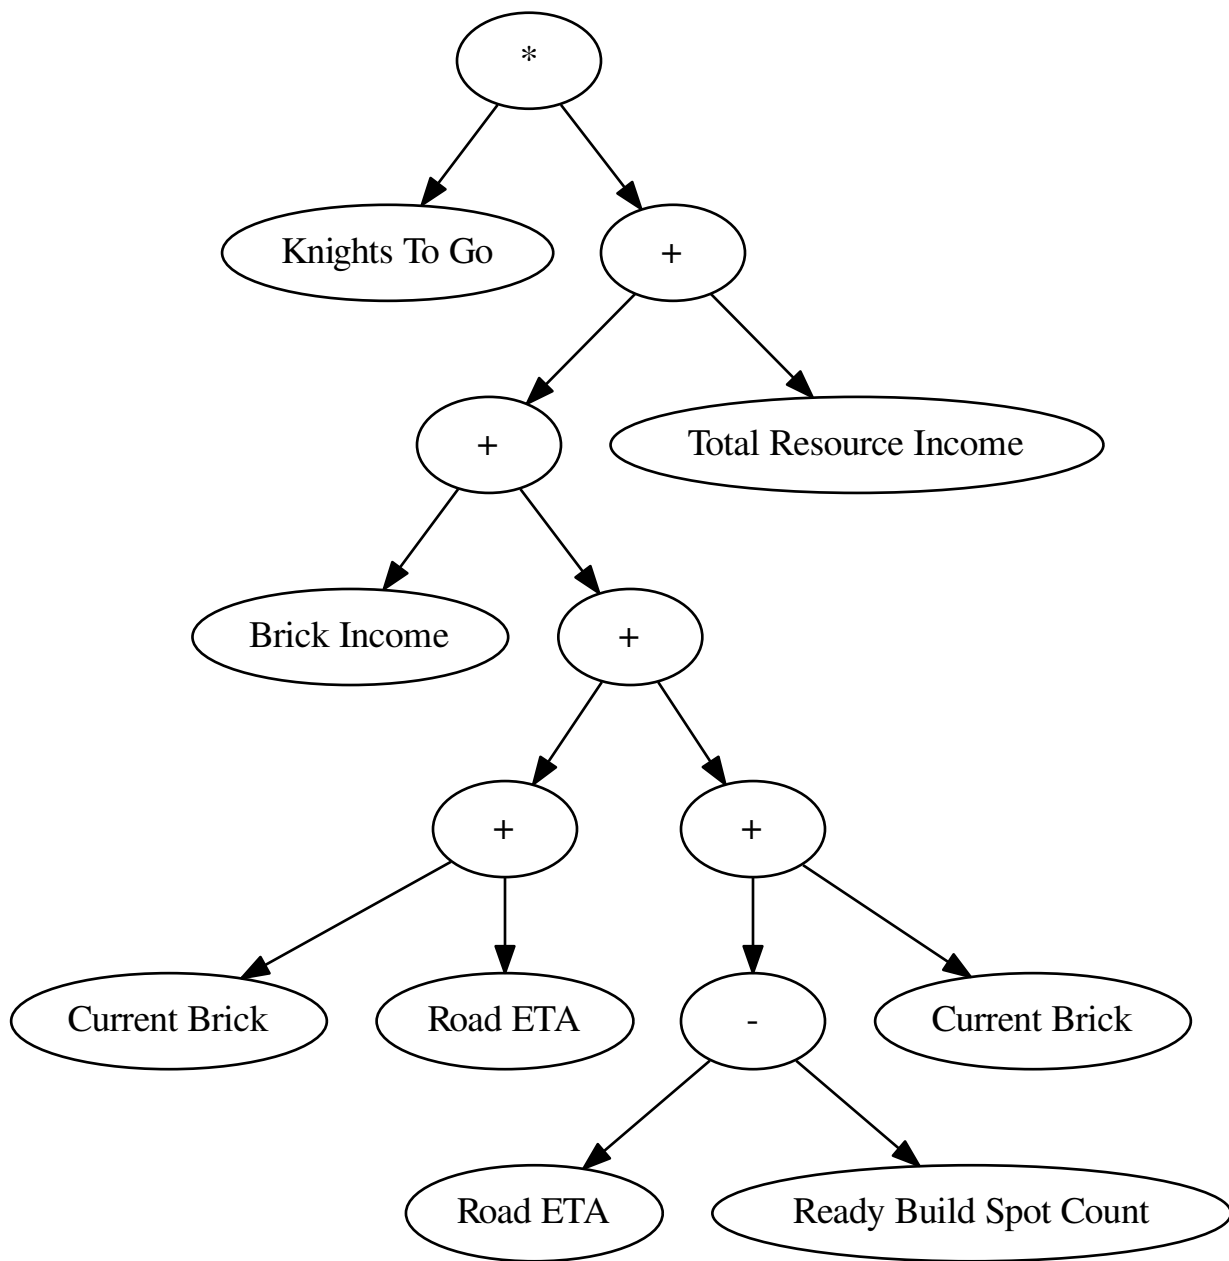 *
Knights To Go
+
+
Total Resource Income
Brick Income
+
+
+
Current Brick
Road ETA
-
Current Brick
Road ETA
Ready Build Spot Count